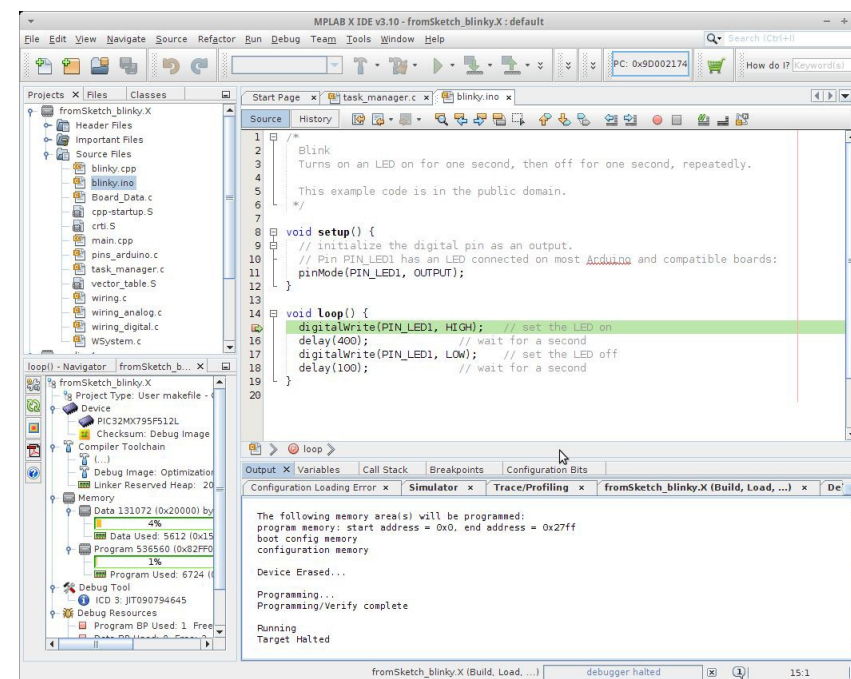 MPLAB X IDE v3.10 - fromSketch_blinky.X : default
File Edit View Navigate Source Refactor Run Debug Team Tools Window Help
Search (Ctrl+I)
PC: 0x9D002174
How do I? Keyword(s)
Projects Files Classes
Start Page task_manager.c blinky.ino
Source History
fromSketch_blinky.X
Header Files
Important Files
Source Files
blinky.cpp
blinky.ino
Board_Data.c
cpp-startup.S
crti.S
main.cpp
pins_arduino.c
task_manager.c
vector_table.S
wiring.c
wiring_analog.c
wiring_digital.c
WSystem.c
1 /*
2 Blink
3 Turns on an LED on for one second, then off for one second, repeatedly.
4
5 This example code is in the public domain.
6 */
7
8 void setup() {
9 // initialize the digital pin as an output.
10 // Pin PIN_LED1 has an LED connected on most Arduino and compatible boards:
11 pinMode(PIN_LED1, OUTPUT);
12 }
13
14 void loop() {
digitalWrite(PIN_LED1, HIGH); // set the LED on
16 delay(400); // wait for a second
17 digitalWrite(PIN_LED1, LOW); // set the LED off
18 delay(100); // wait for a second
19 }
20
loop
loop() - Navigator fromSketch_b...
fromSketch_blinky.X
Project Type: User makefile -
Device
PIC32MX795F512L
Checksum: Debug Image
Compiler Toolchain
(...)
Debug Image: Optimization
Linker Reserved Heap: 20
Memory
Data 131072 (0x20000) by
4%
Data Used: 5612 (0x15
Program 536560 (0x82FF0
1%
Program Used: 6724 (
Debug Tool
ICD 3: JIT090794645
Debug Resources
Program BP Used: 1 Free
Data BP Used: 0 Free: 2
Output Variables Call Stack Breakpoints Configuration Bits
Configuration Loading Error Simulator Trace/Profiling fromSketch_blinky.X (Build, Load, ...) De
The following memory area(s) will be programmed:
program memory: start address = 0x0, end address = 0x27ff
boot config memory
configuration memory
Device Erased...
Programming...
Programming/Verify complete
Running
Target Halted
fromSketch_blinky.X (Build, Load, ...) debugger halted 1 15:1